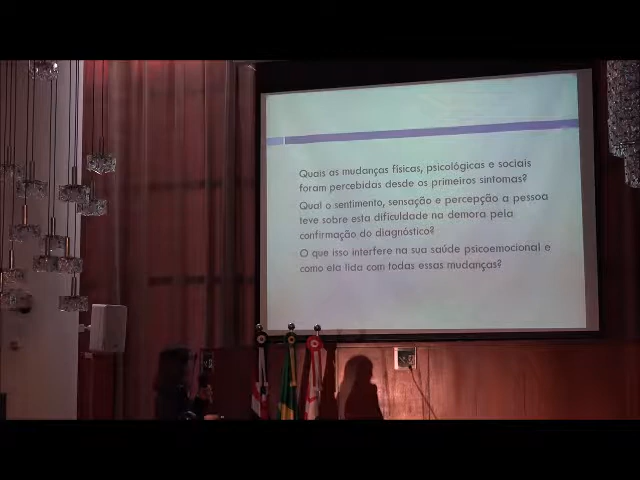 Quais as mudanças físicas, psicológicas e sociais
foram percebidas desde os primeiros sintomas?
Qual o sentimento, sensação e percepção a pessoa
teve sobre esta dificuldade na demora pela
confirmação do diagnóstico?
O que isso interfere na sua saúde psicoemocional e
como ela lida com todas essas mudanças?